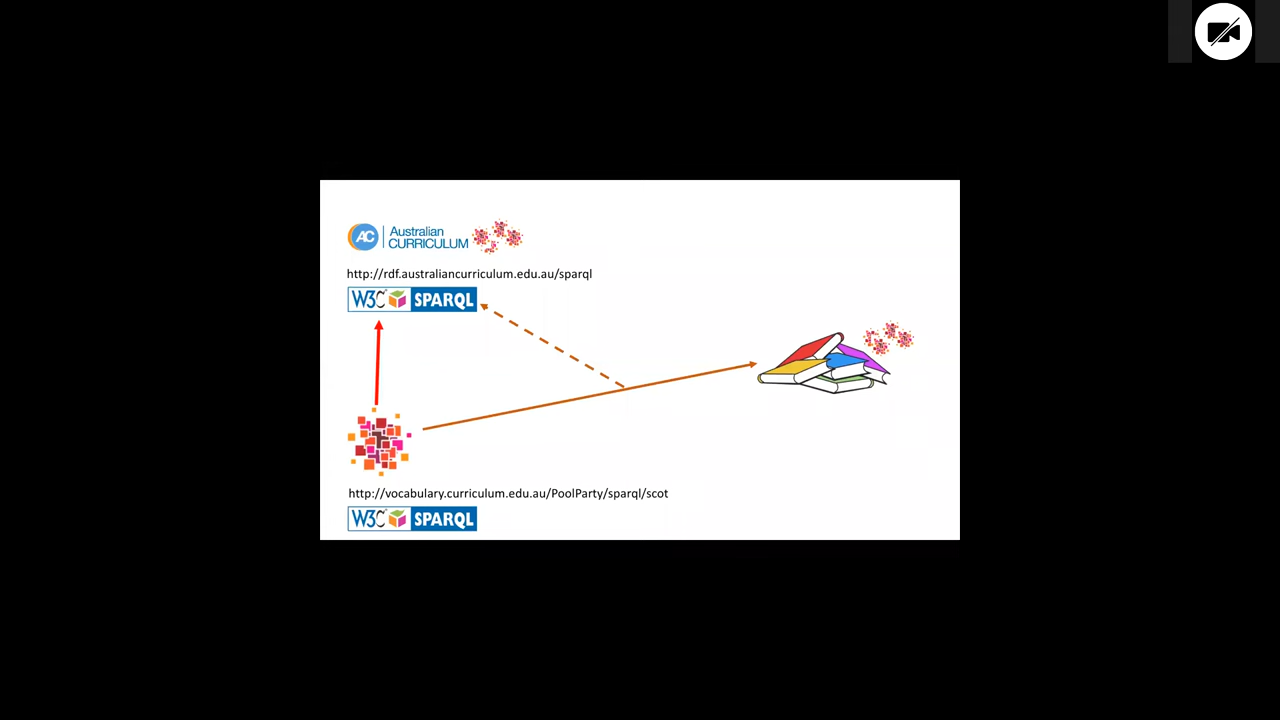 AC Australian
CURRICULUM
http://rdf.australiancurriculum.edu.au/sparql
W3C SPARQL
http://vocabulary.curriculum.edu.au/PoolParty/sparql/scot
W3C SPARQL